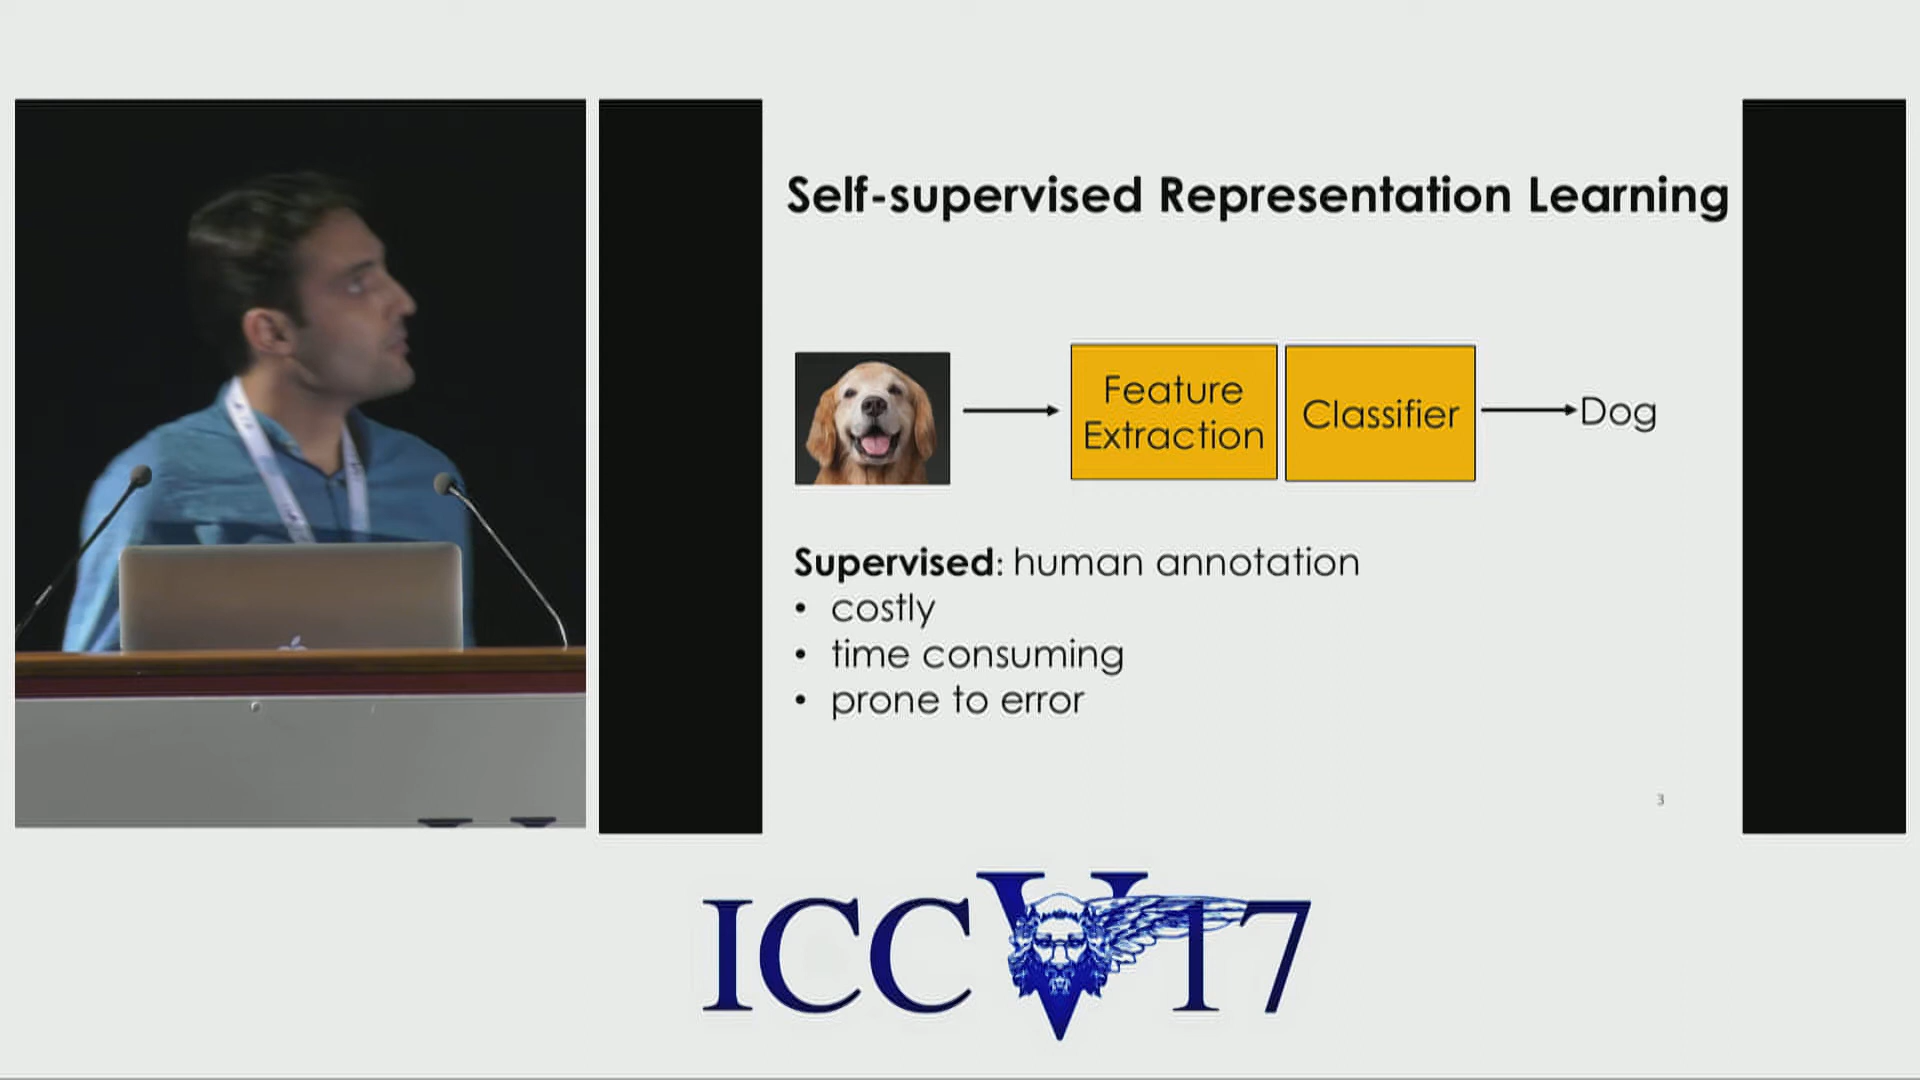 Self-supervised Representation Learning
Feature
Extraction
Classifier
Dog
Supervised: human annotation
• costly
• time consuming
• prone to error
3
ICCV17